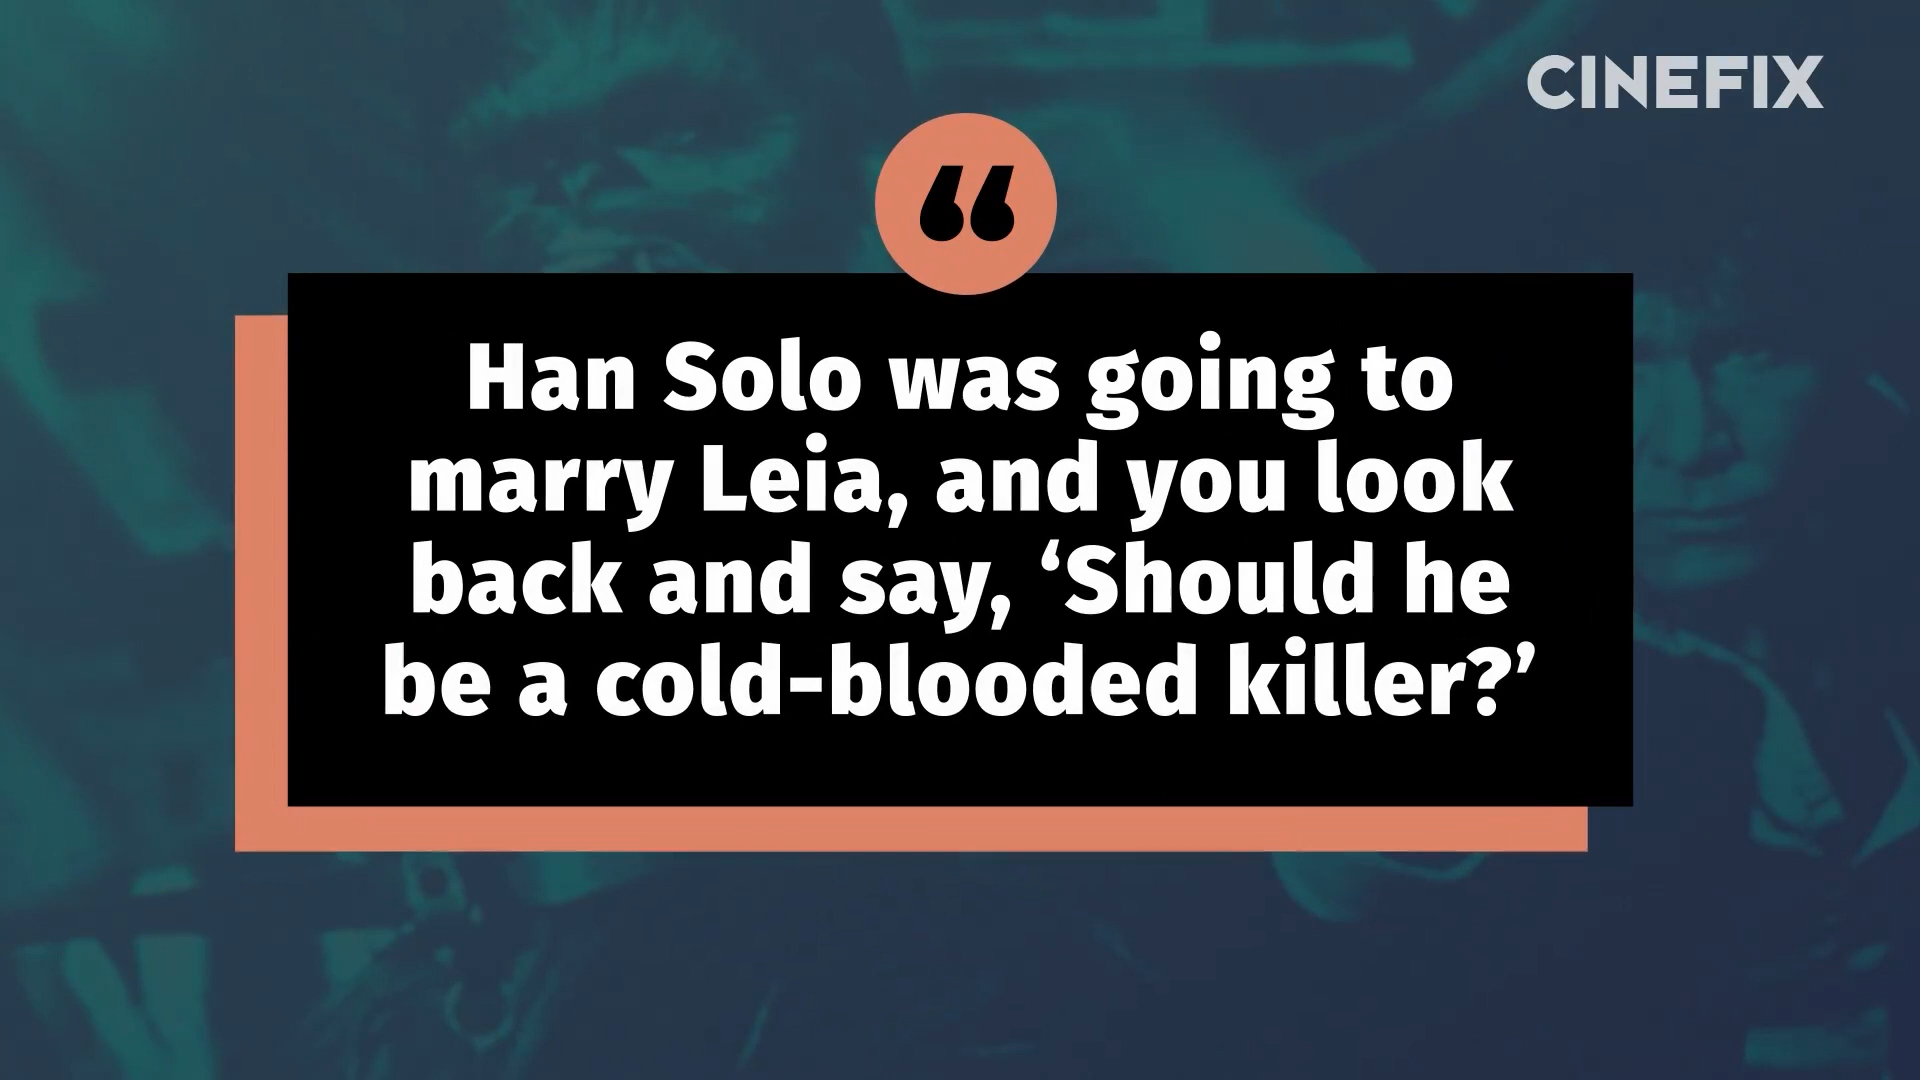 CINEFIX
“
Han Solo was going to
marry Leia, and you look
back and say, ‘Should he
be a cold-blooded killer?’